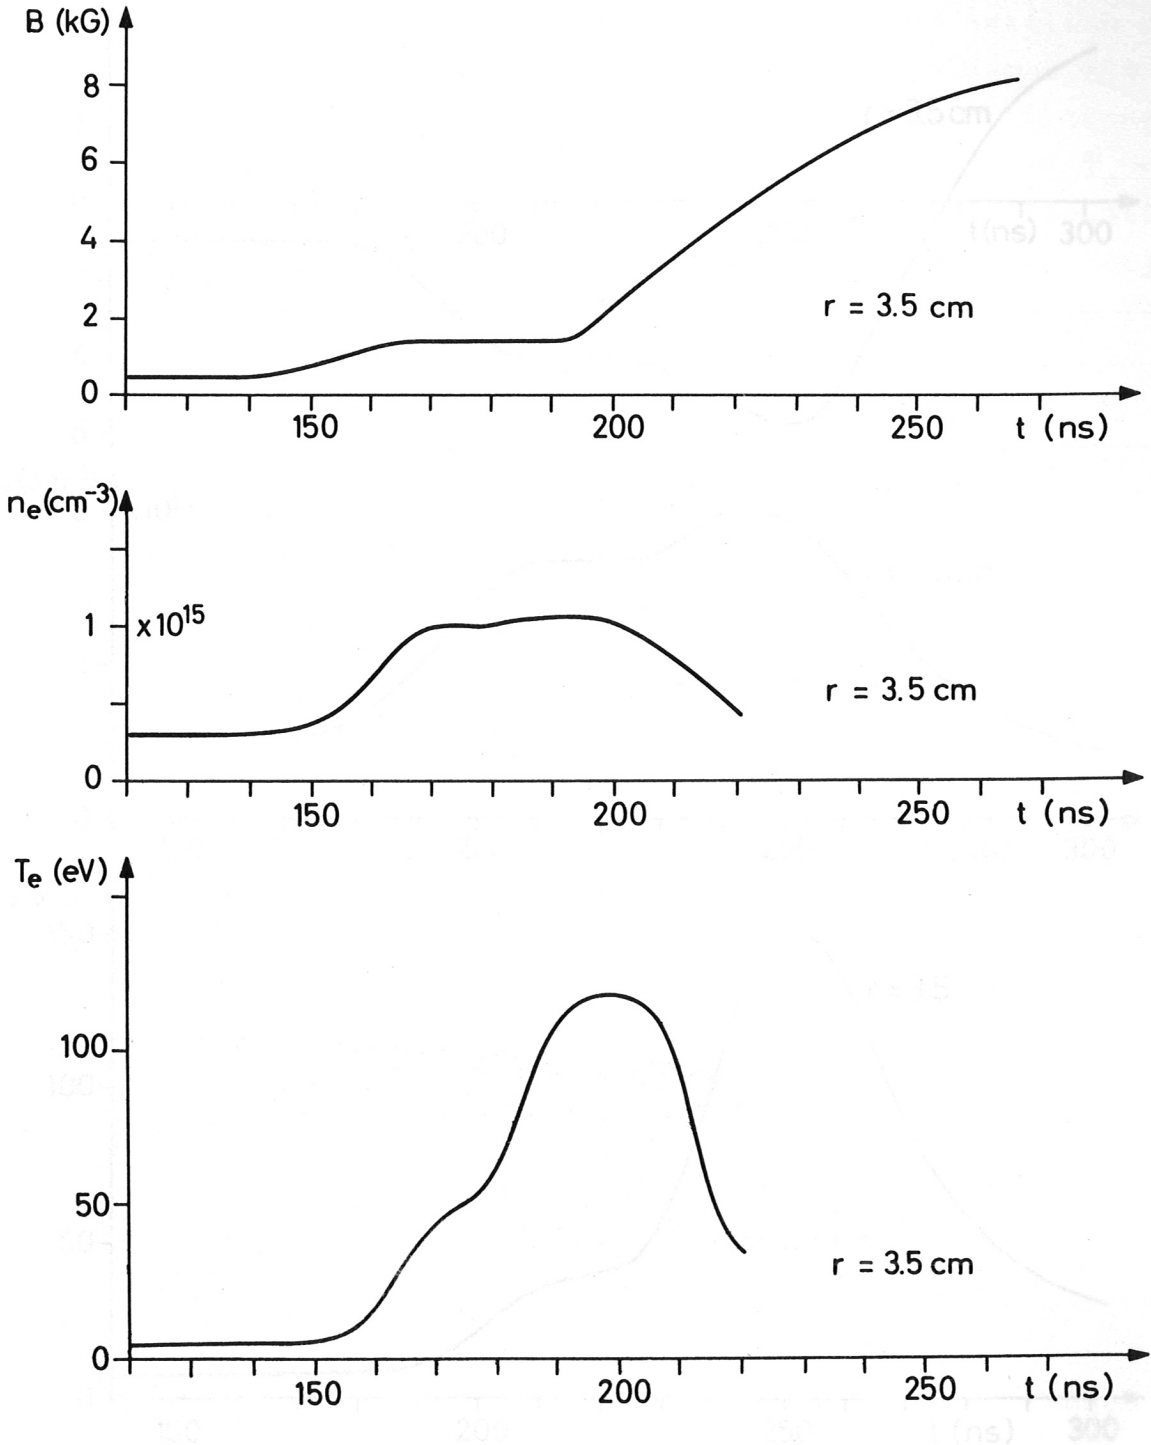 B (kG)
8
6
4
2
0
r = 3.5 cm
150 200 250 t (ns)
nₑ(cm⁻³)
1 x10¹⁵
0
r = 3.5 cm
150 200 250 t (ns)
Tₑ (eV)
100
50
0
r = 3.5 cm
150 200 250 t (ns)